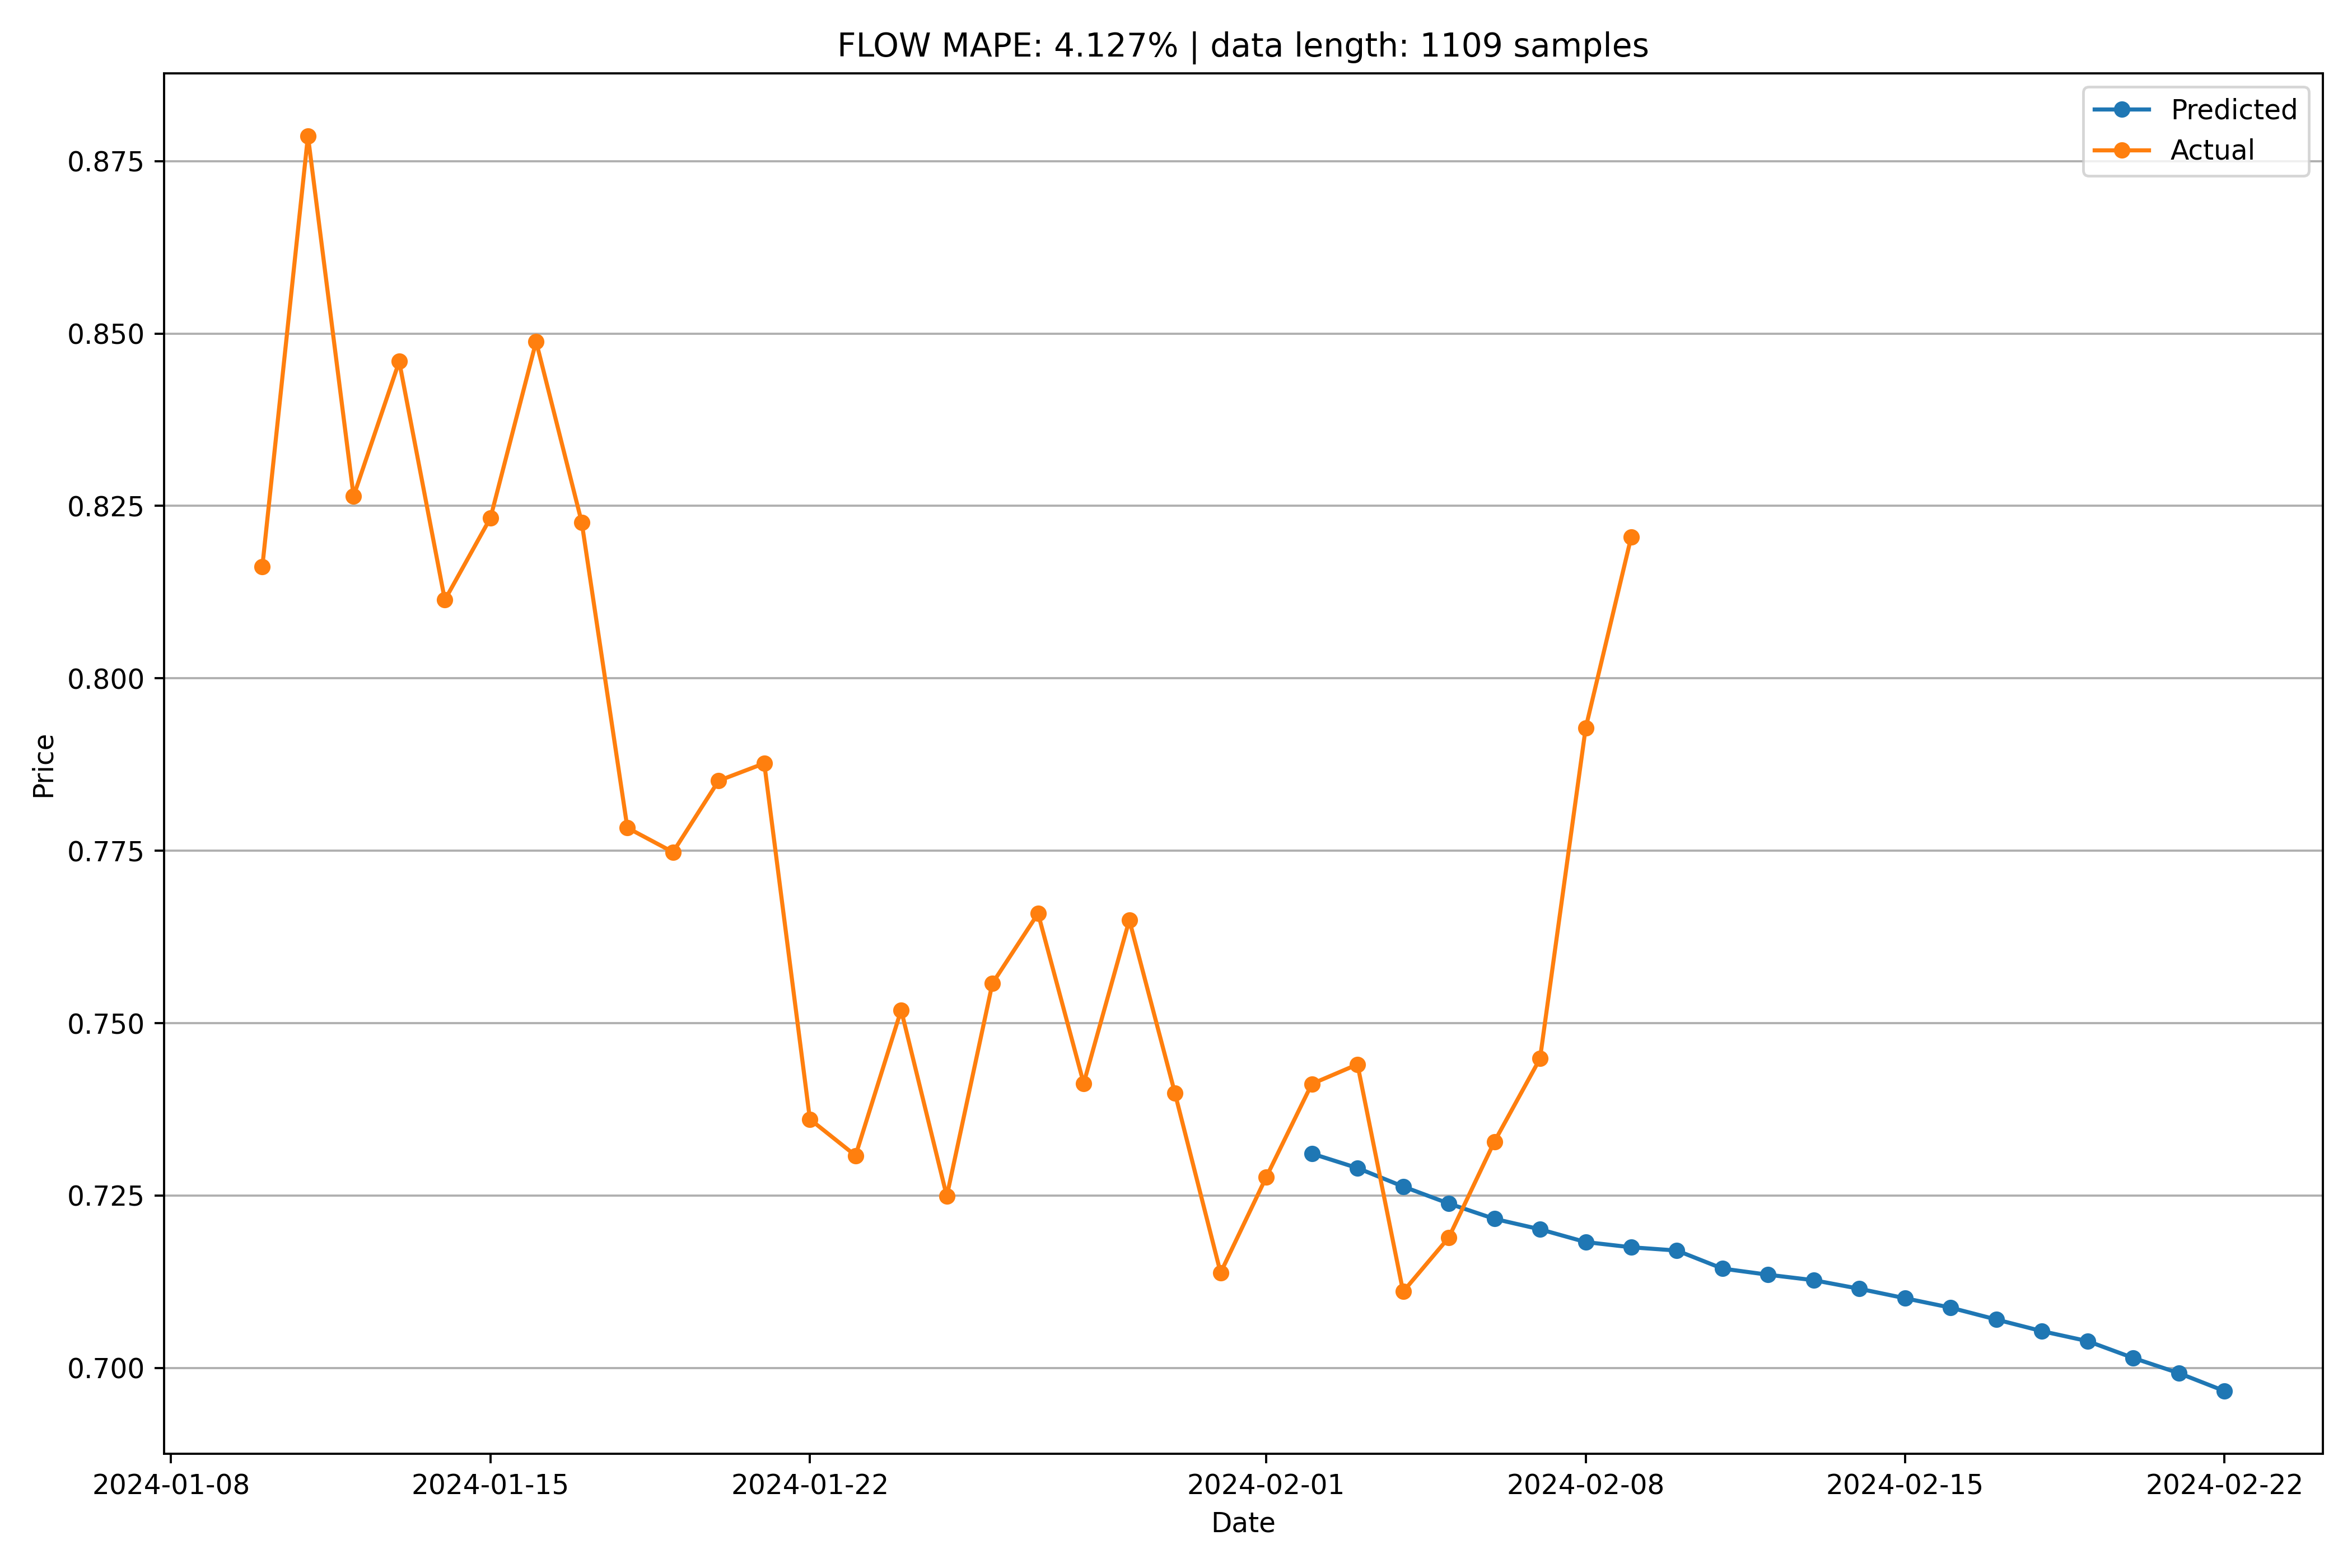 FLOW MAPE: 4.127% | data length: 1109 samples
Predicted
Actual
0.875
0.850
0.825
0.800
0.775
0.750
0.725
0.700
Price
2024-01-08 2024-01-15 2024-01-22 2024-02-01 2024-02-08 2024-02-15 2024-02-22
Date